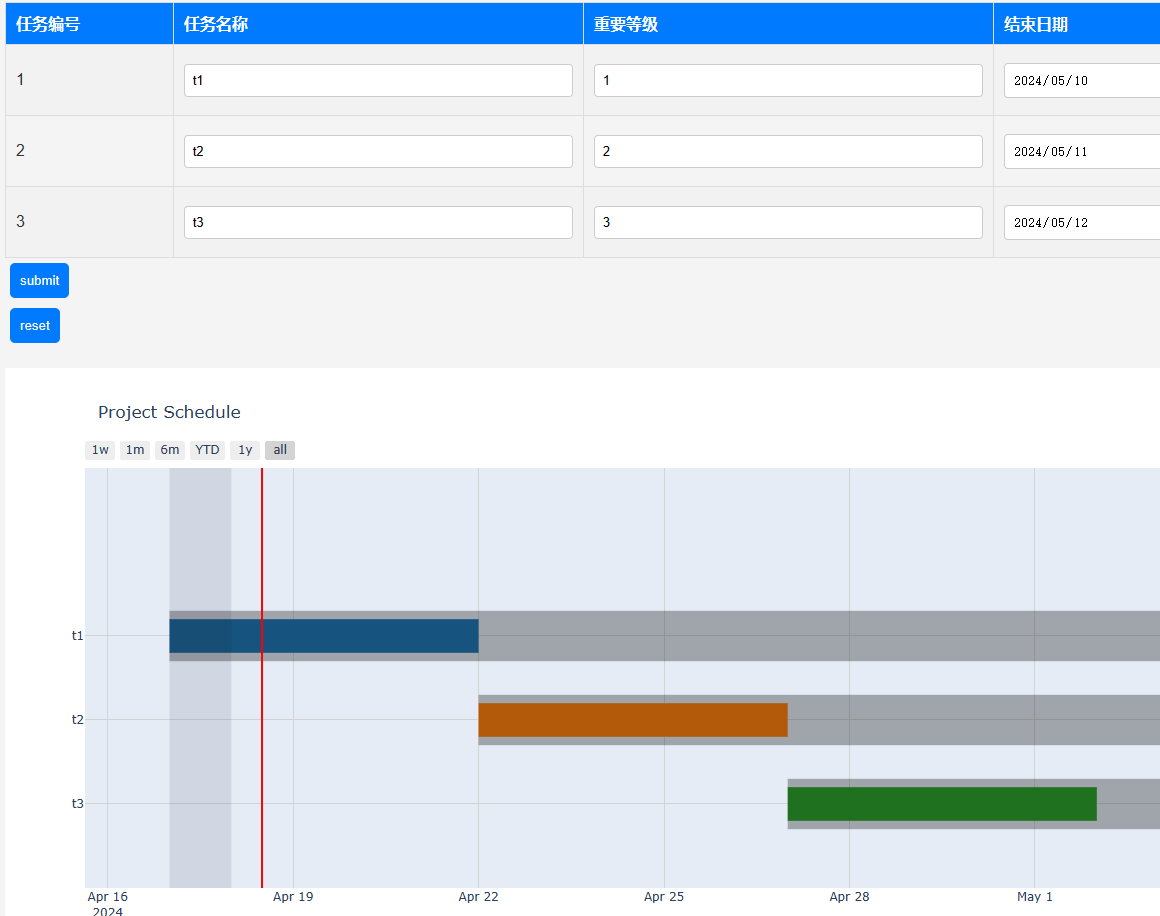 任务编号 任务名称 重要等级 结束日期
1 t1 1 2024/05/10
2 t2 2 2024/05/11
3 t3 3 2024/05/12
submit
reset
Project Schedule
1w 1m 6m YTD 1y all
t1
t2
t3
Apr 16 Apr 19 Apr 22 Apr 25 Apr 28 May 1
2024